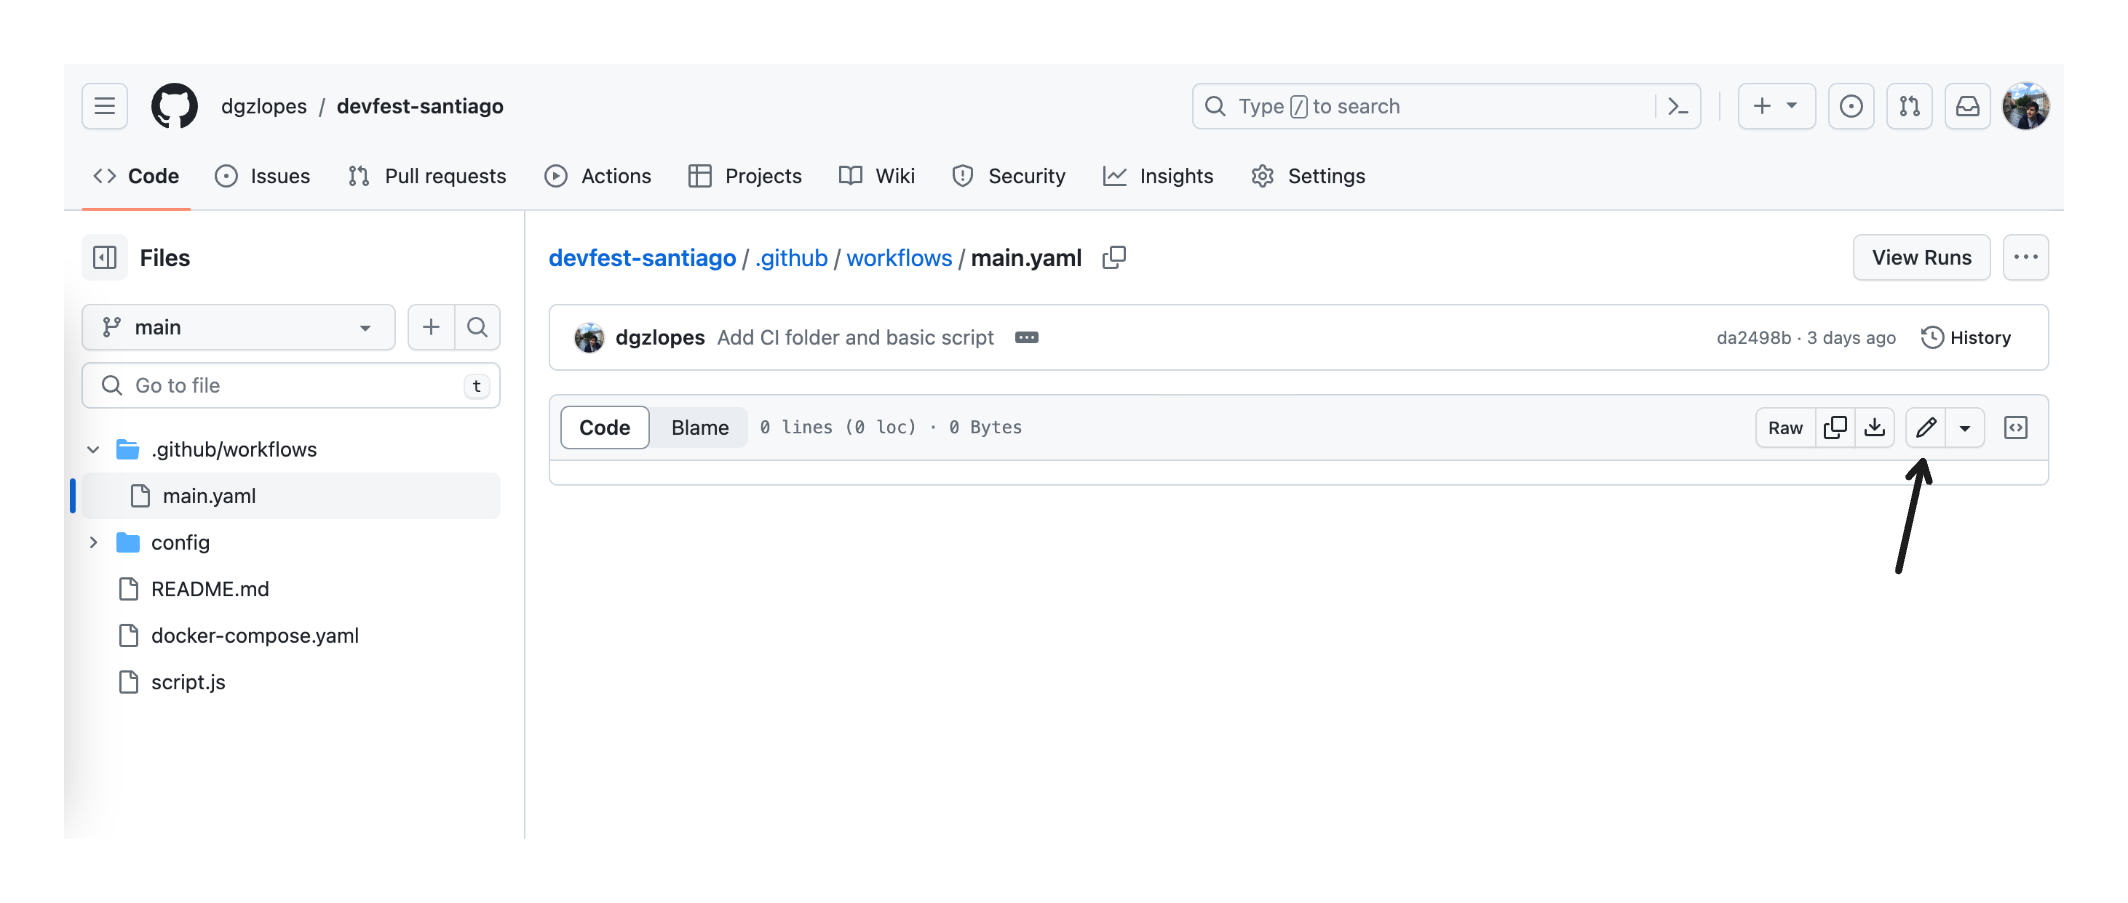 dgzlopes / devfest-santiago
Type / to search
Code Issues Pull requests Actions Projects Wiki Security Insights Settings
Files
main
Go to file t
.github/workflows
main.yaml
config
README.md
docker-compose.yaml
script.js
devfest-santiago / .github / workflows / main.yaml
View Runs
dgzlopes Add CI folder and basic script
da2498b · 3 days ago History
Code Blame 0 lines (0 loc) · 0 Bytes
Raw